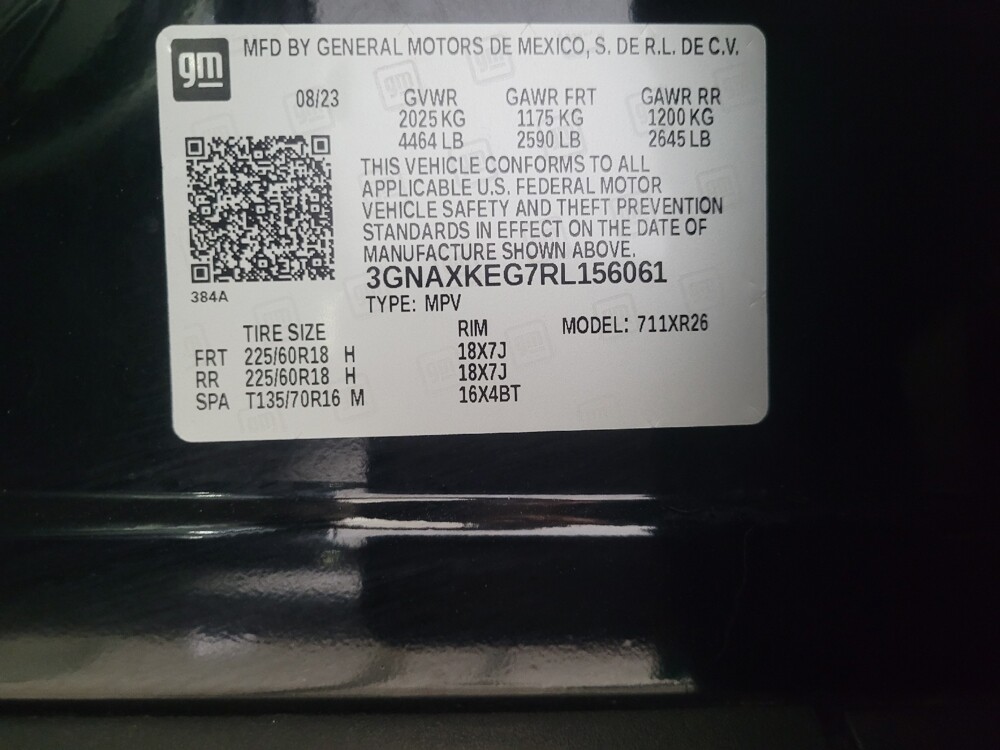 gm MFD BY GENERAL MOTORS DE MEXICO, S. DE R.L. DE C.V.
08/23 GVWR GAWR FRT GAWR RR
2025 KG 1175 KG 1200 KG
4464 LB 2590 LB 2645 LB
THIS VEHICLE CONFORMS TO ALL
APPLICABLE U.S. FEDERAL MOTOR
VEHICLE SAFETY AND THEFT PREVENTION
STANDARDS IN EFFECT ON THE DATE OF
MANUFACTURE SHOWN ABOVE.
3GNAXKEG7RL156061
384A
TYPE: MPV
TIRE SIZE RIM MODEL: 711XR26
FRT 225/60R18 H 18X7J
RR 225/60R18 H 18X7J
SPA T135/70R16 M 16X4BT